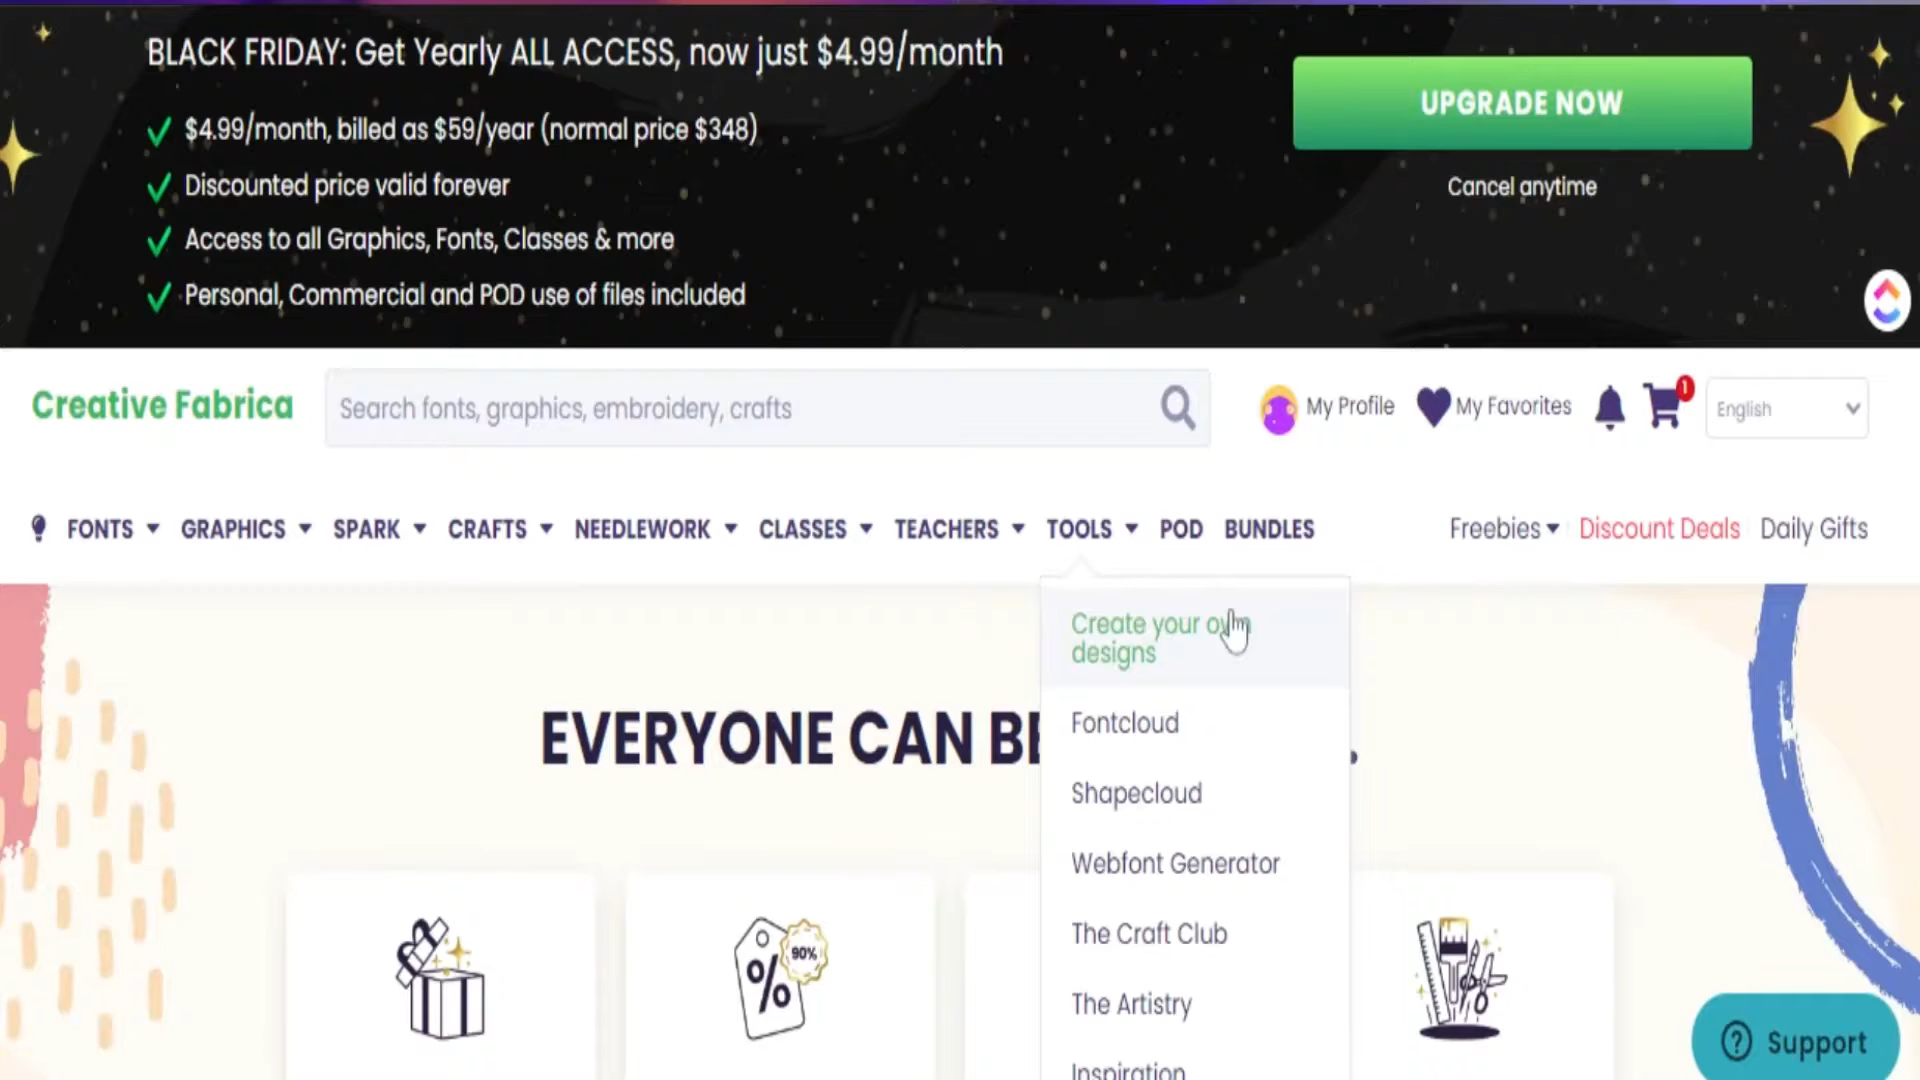 BLACK FRIDAY: Get Yearly ALL ACCESS, now just $4.99/month
$4.99/month, billed as $59/year (normal price $348)
Discounted price valid forever
Access to all Graphics, Fonts, Classes & more
Personal, Commercial and POD use of files included
UPGRADE NOW
Cancel anytime
Creative Fabrica
Search fonts, graphics, embroidery, crafts
My Profile
My Favorites
1
English
FONTS GRAPHICS SPARK CRAFTS NEEDLEWORK CLASSES TEACHERS TOOLS POD BUNDLES
Freebies Discount Deals Daily Gifts
Create your
designs
Fontcloud
EVERYONE CAN
Shapecloud
Webfont Generator
The Craft Club
90%
%
The Artistry
Inspiration
Support